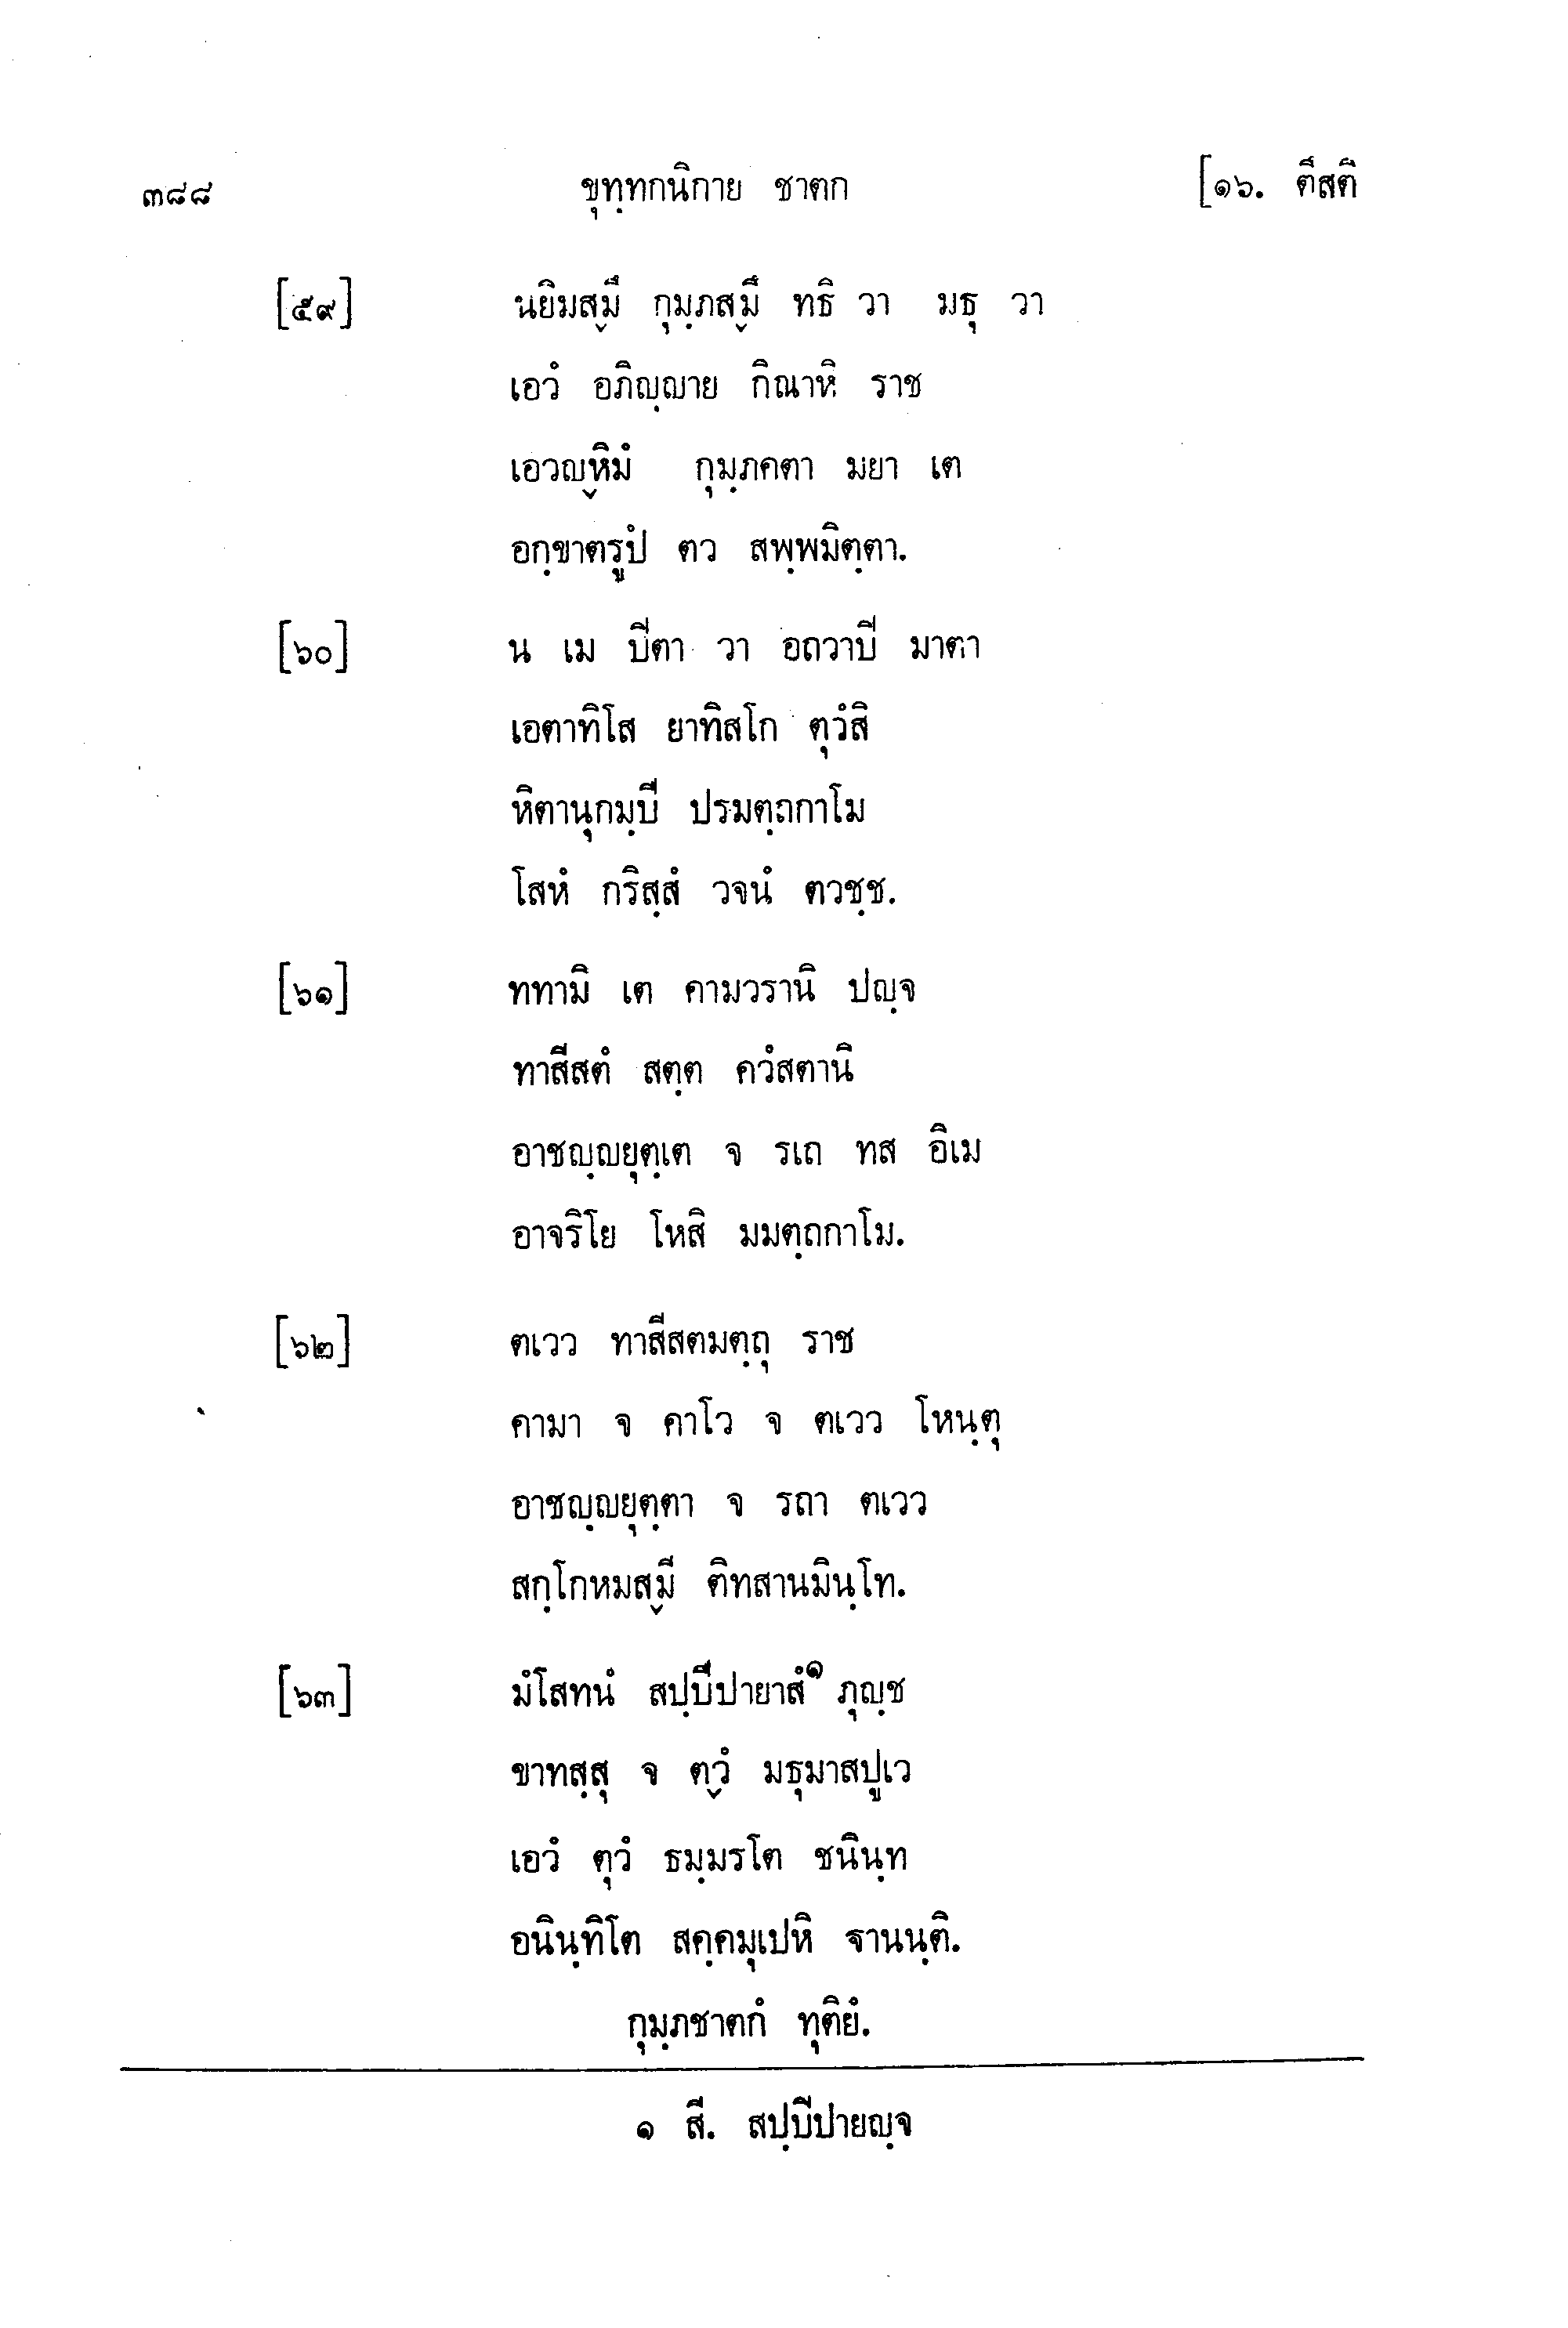 ๓๘๘ ขุทฺทกนิกาย ชาตก [๑๖. ตึสติ
[๕๙] นยิมสฺมึ กุมฺภสฺมึ ทธิ วา มธุ วา
เอวํ อภิญฺญาย กิณาหิ ราช
เอวญฺหิมํ กุมฺภคตา มยา เต
อกฺขาตรูปํ ตว สพฺพมิตฺตา.
[๖๐] น เม ปิตา วา อถวาปิ มาตา
เอตาทิโส ยาทิสโก ตุวํสิ
หิตานุกมฺปี ปรมตฺถกาโม
โสหํ กริสฺสํ วจนํ ตวชฺช.
[๖๑] ททามิ เต คามวรานิ ปญฺจ
ทาสีสตํ สตฺต ควํสตานิ
อาชญฺญยุตฺเต จ รเถ ทส อิเม
อาจริโย โหสิ มมตฺถกาโม.
[๖๒] ตเวว ทาสีสตมตฺถุ ราช
คามา จ คาโว จ ตเวว โหนฺตุ
อาชญฺญยุตฺตา จ รถา ตเวว
สกฺโกหมสฺมี ติทสานมินฺโท.
[๖๓] มํโสทนํ สปฺปิปายาสํ๑ ภุญฺช
ขาทสฺสุ จ ตฺวํ มธุมาสปูเว
เอวํ ตุวํ ธมฺมรโต ชนินฺท
อนินฺทิโต สคฺคมุเปหิ ฐานนฺติ.
กุมฺภชาตกํ ทุติยํ.
๑ สี. สปฺปิปายญฺจ